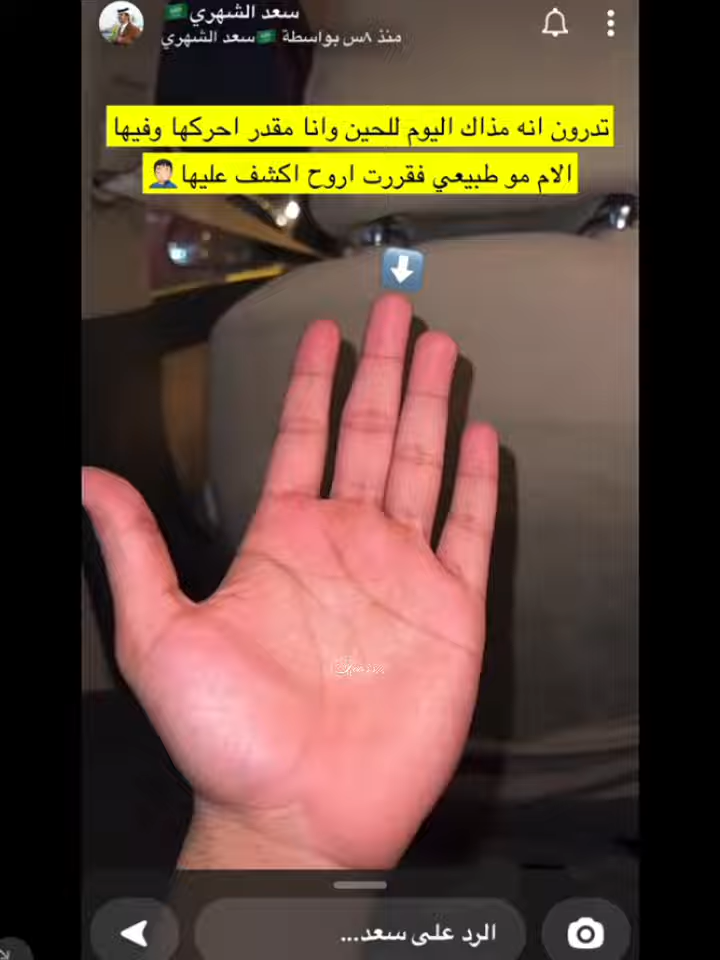 سعد الشهري🇸🇦
منذ ٨س بواسطة 🇸🇦سعد الشهري
تدرون انه مذاك اليوم للحين وانا مقدر احركها وفيها
الام مو طبيعي فقررت اروح اكشف عليها🤦🏻‍♂️
الرد على سعد...